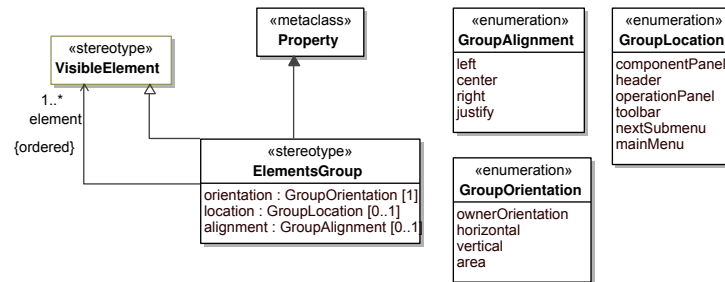 «stereotype»
VisibleElement
«metaclass»
Property
1..*
element
{ordered}
«stereotype»
ElementsGroup
orientation : GroupOrientation [1]
location : GroupLocation [0..1]
alignment : GroupAlignment [0..1]
«enumeration»
GroupAlignment
left
center
right
justify
«enumeration»
GroupLocation
componentPanel
header
operationPanel
toolbar
nextSubmenu
mainMenu
«enumeration»
GroupOrientation
ownerOrientation
horizontal
vertical
area